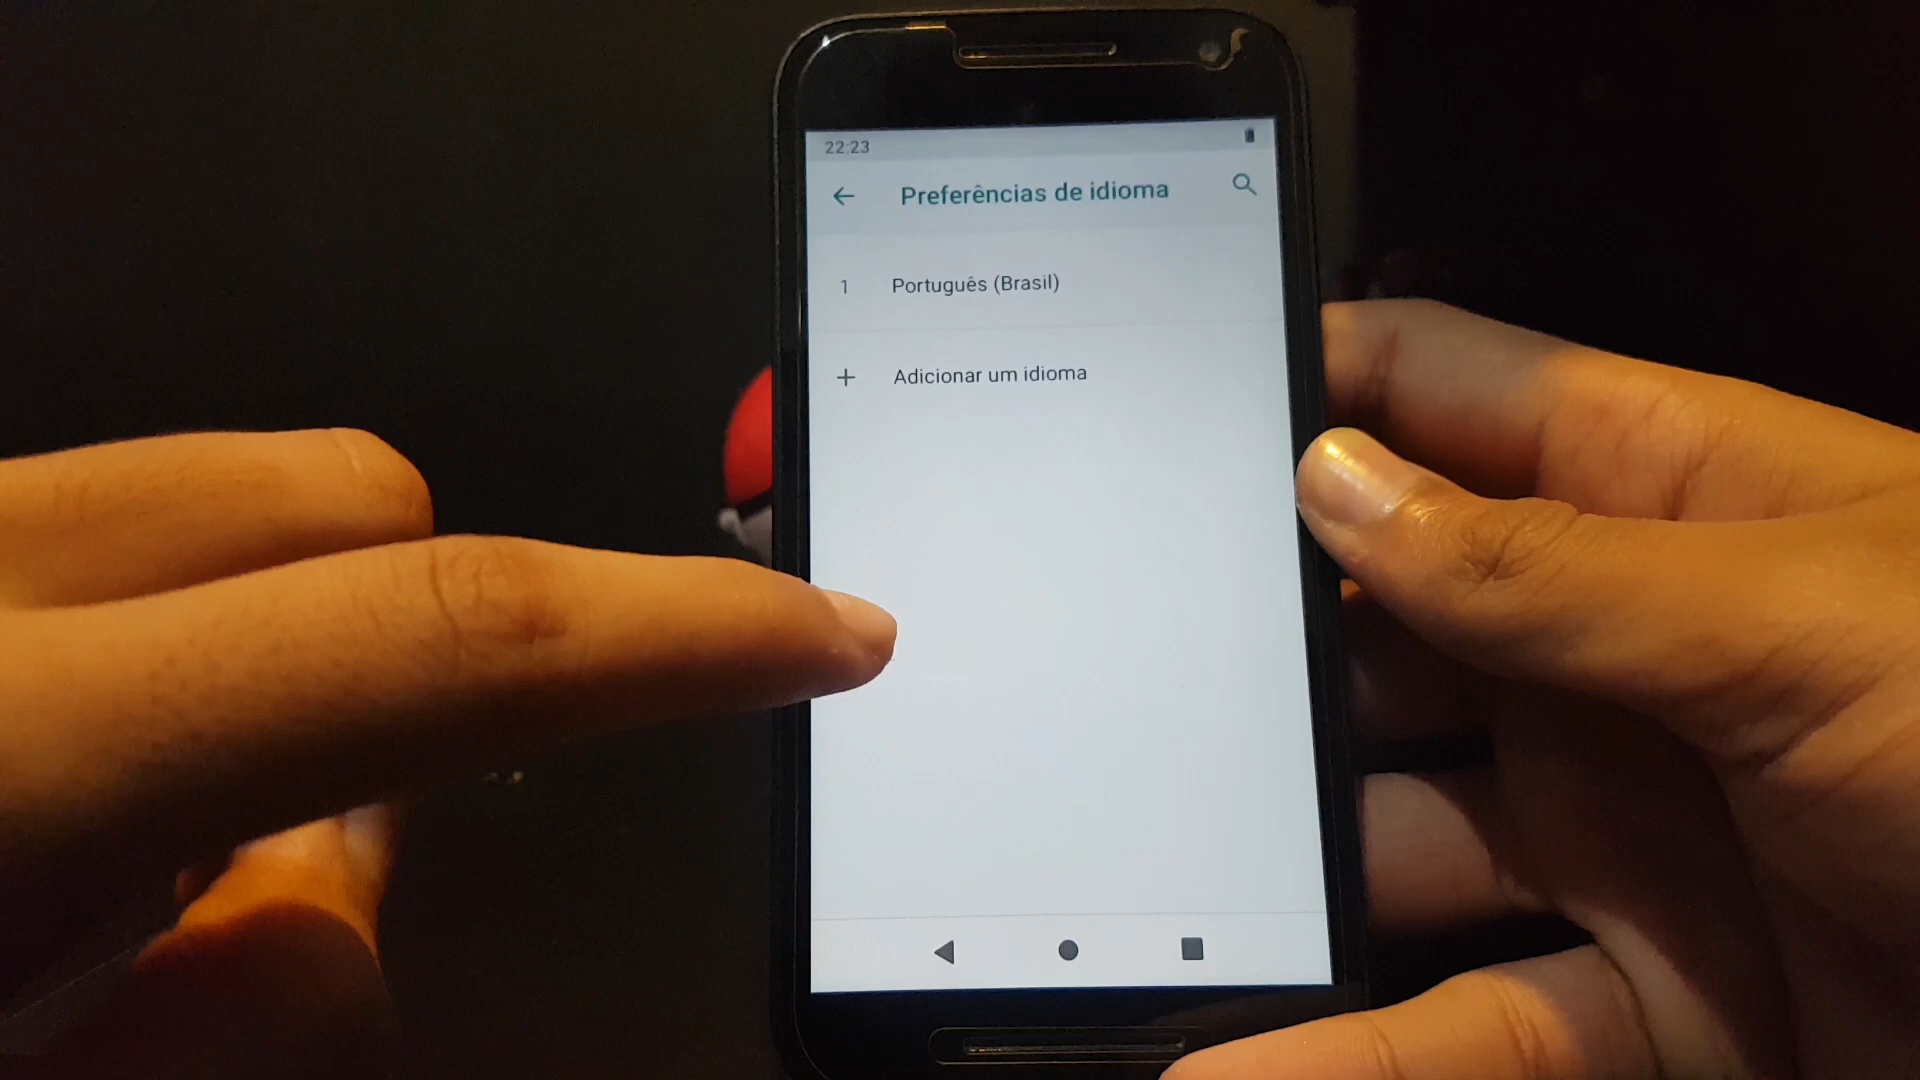 22:23
Preferências de idioma
1 Português (Brasil)
+ Adicionar um idioma